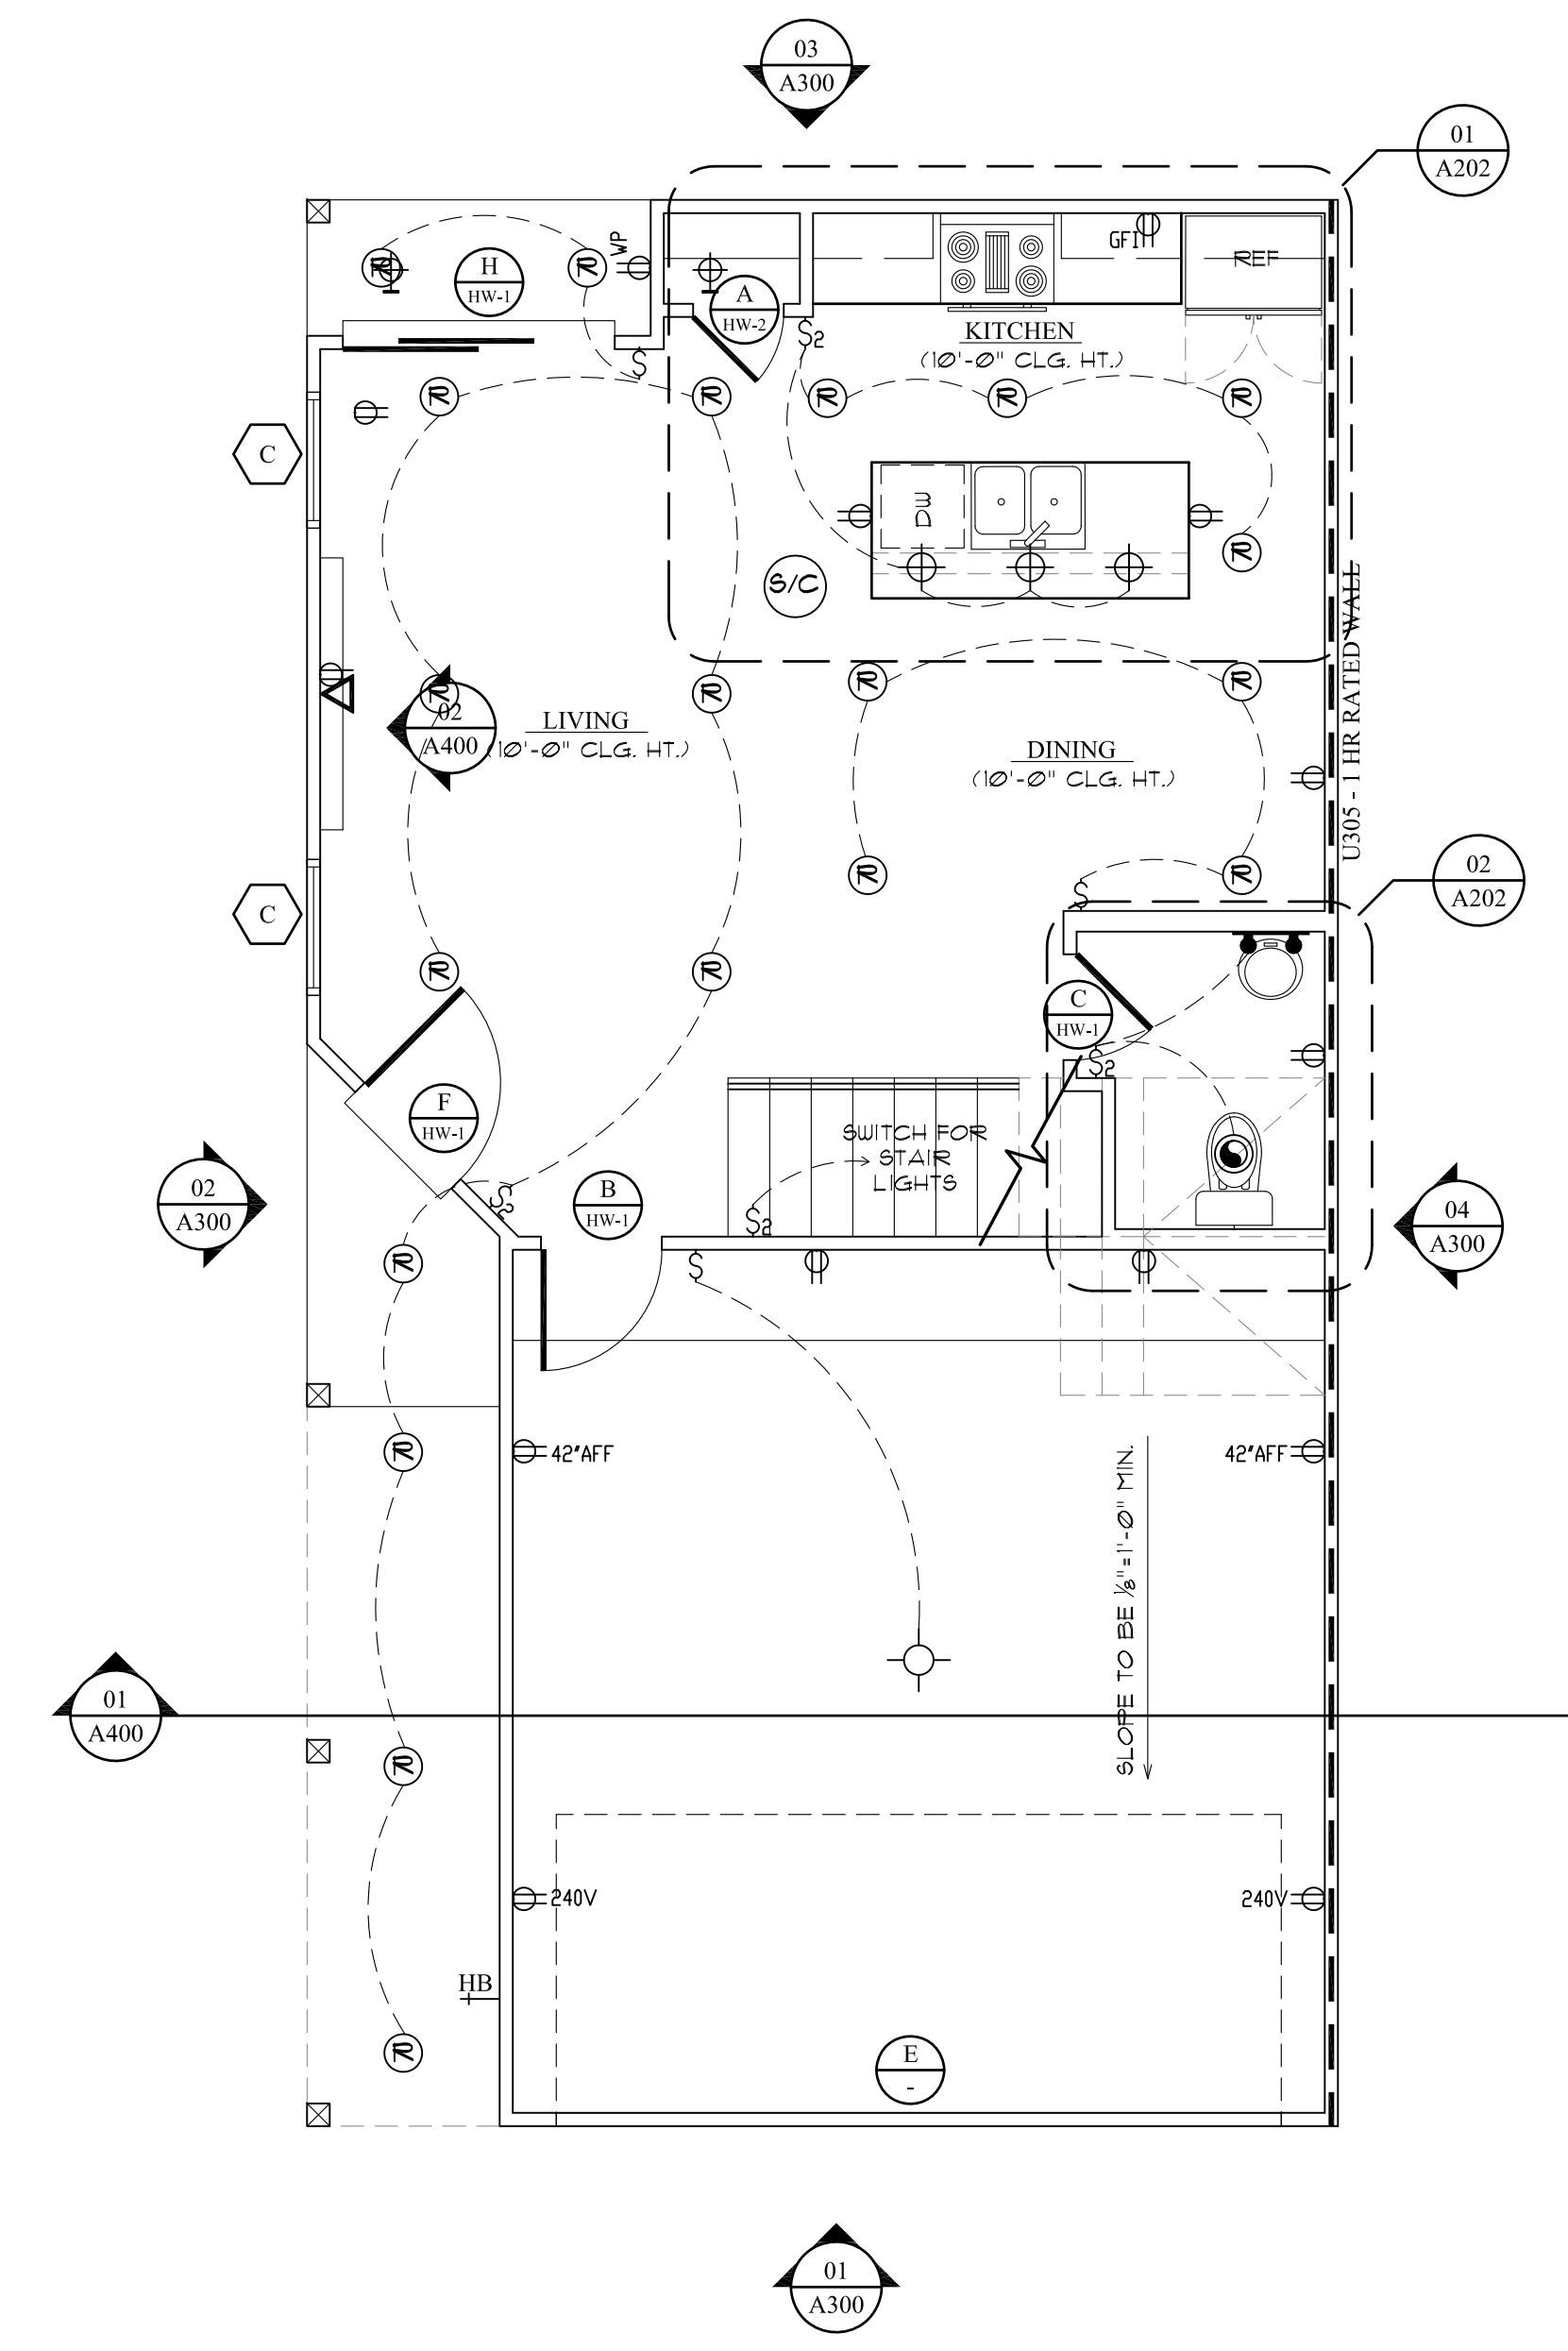 03
A300
01
A202
WP
H
HW-1
A
HW-2
GFI
REF
S2
S
KITCHEN
(10'-0" CLG. HT.)
R
R
R
R
R
R
R
C
DW
R
S/C
U305 - 1 HR RATED WALL
R
R
R
R
02
A400
LIVING
(10'-0" CLG. HT.)
DINING
(10'-0" CLG. HT.)
02
A202
R
R
S
C
R
R
C
HW-1
S2
F
HW-1
SWITCH FOR
STAIR
LIGHTS
02
A300
S2
B
HW-1
S2
04
A300
R
S
R
42"AFF
42"AFF
SLOPE TO BE 1/8"=1'-0" MIN.
01
A400
R
240V
240V
HB
R
E
-
01
A300